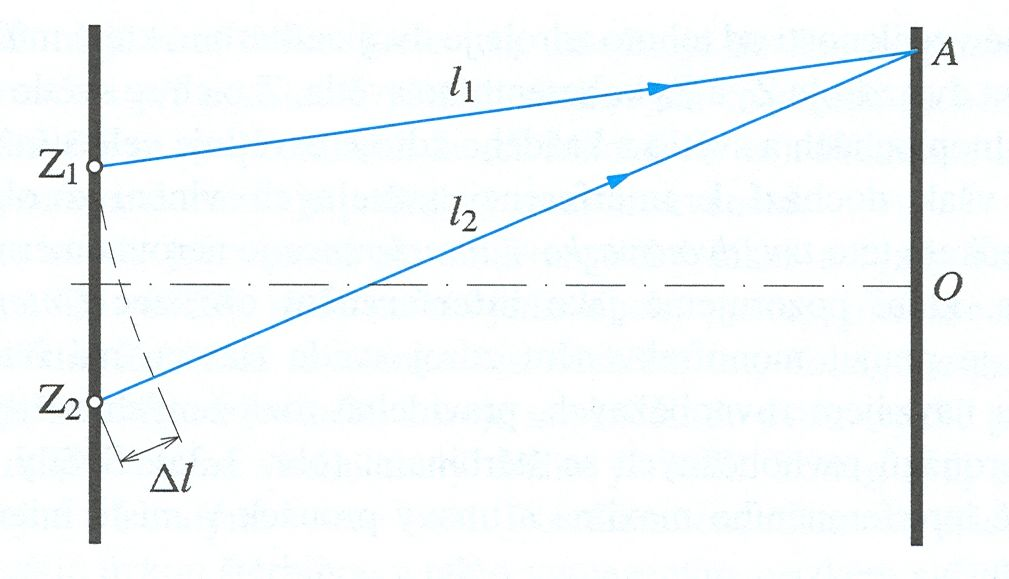 A
l₁
Z₁
l₂
O
Z₂
Δl